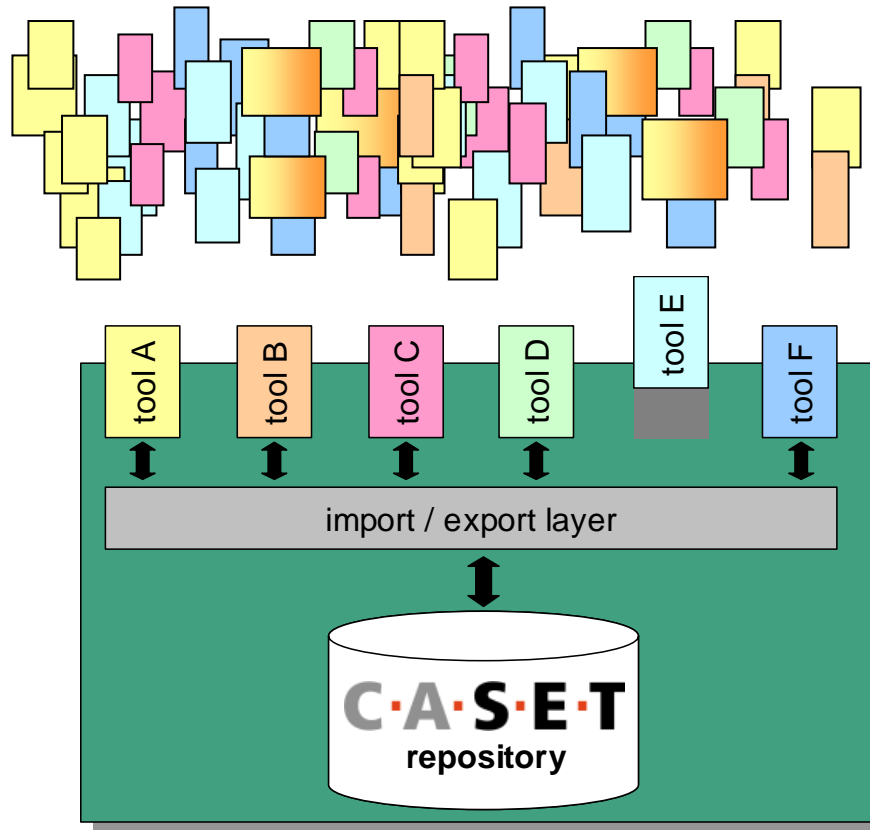 tool A
tool B
tool C
tool D
tool E
tool F
import / export layer
C·A·S·E·T
repository